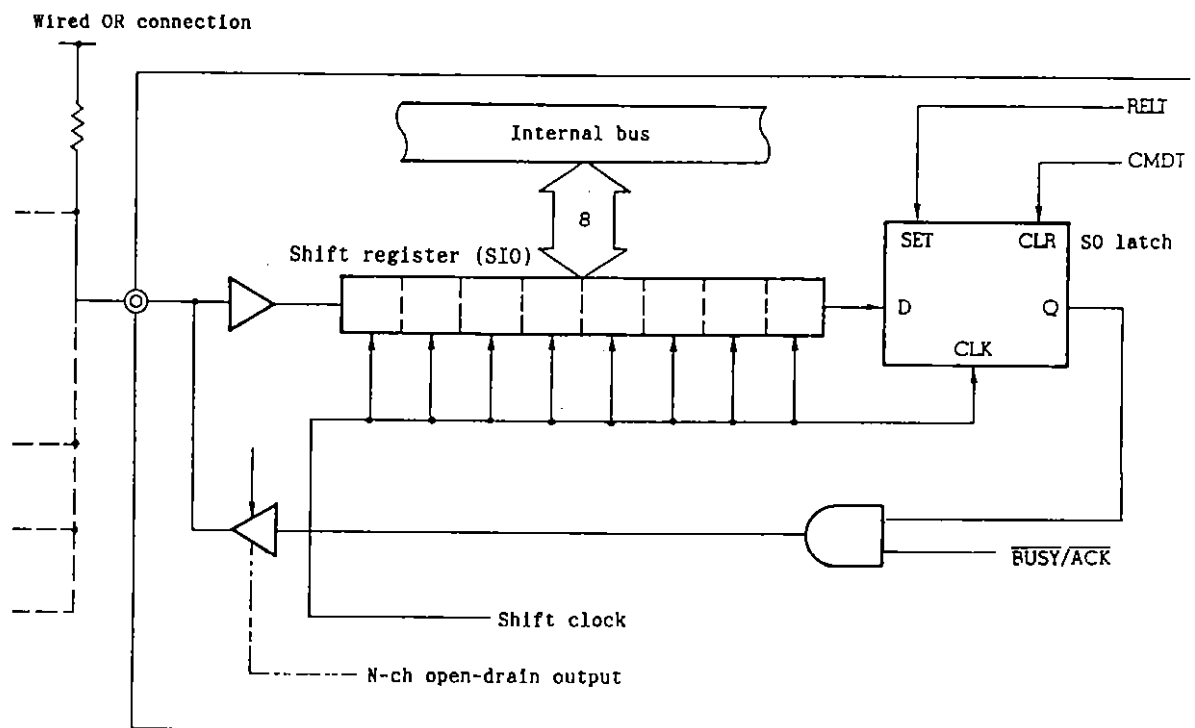 Wired OR connection
Internal bus
RELT
CMDT
8
SET
CLR
SO latch
Shift register (SIO)
D
Q
CLK
BUSY/ACK
Shift clock
N-ch open-drain output